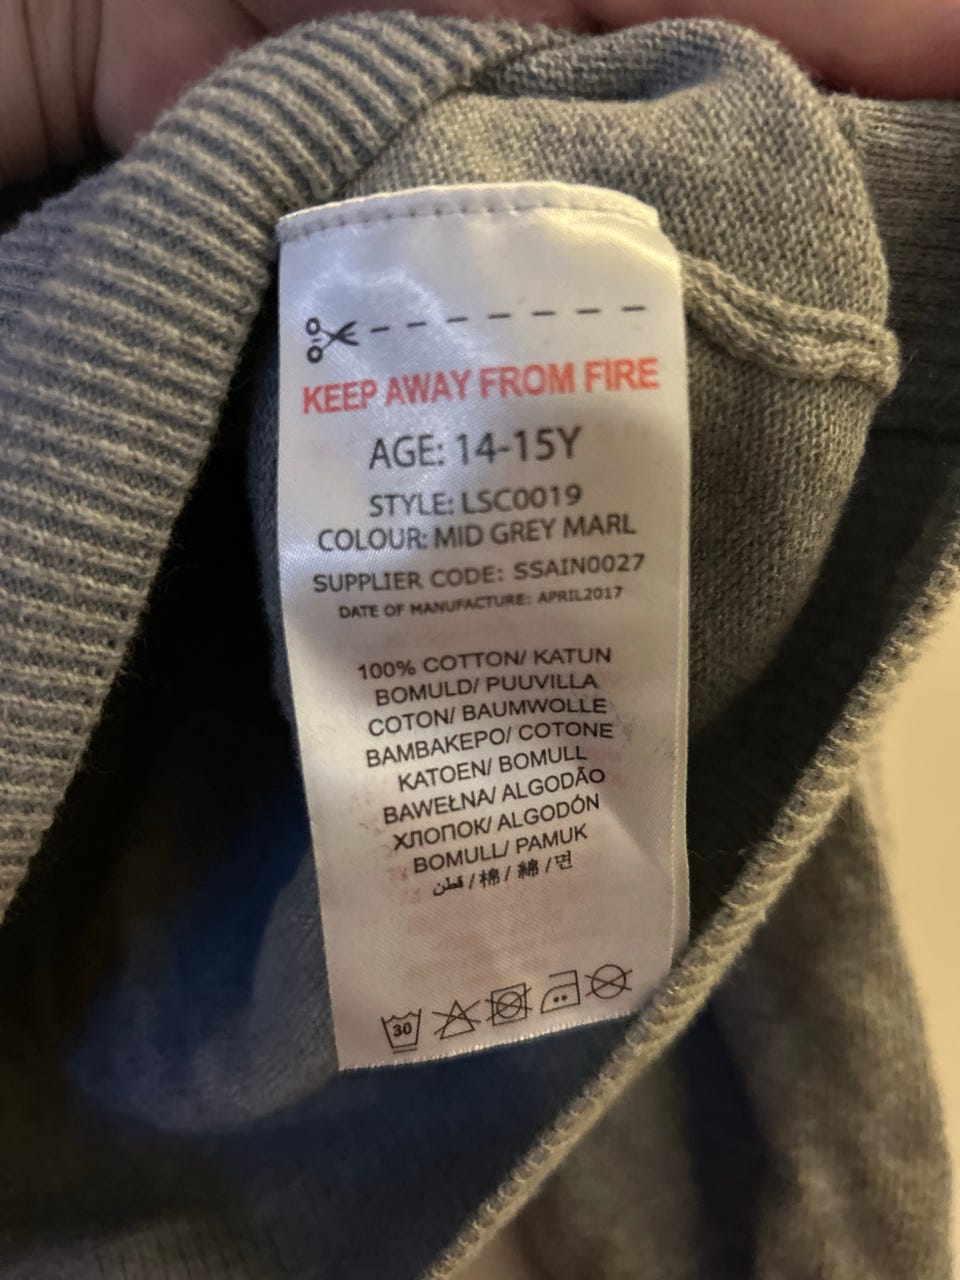 KEEP AWAY FROM FIRE
AGE: 14-15Y
STYLE: LSC0019
COLOUR: MID GREY MARL
SUPPLIER CODE: SSAIN0027
DATE OF MANUFACTURE: APRIL2017
100% COTTON/ KATUN
BOMULD/ PUUVILLA
COTON/ BAUMWOLLE
ΒΑΜΒΑΚΕΡΟ/ COTONE
KATOEN/ BOMULL
BAWEŁNA/ ALGODÃO
ХЛОПОК/ ALGODÓN
BOMULL/ PAMUK
قطن / 棉 / 綿 / 면
30